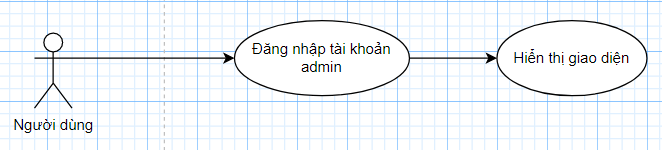 Đăng nhập tài khoản
admin
Hiển thị giao diện
Người dùng